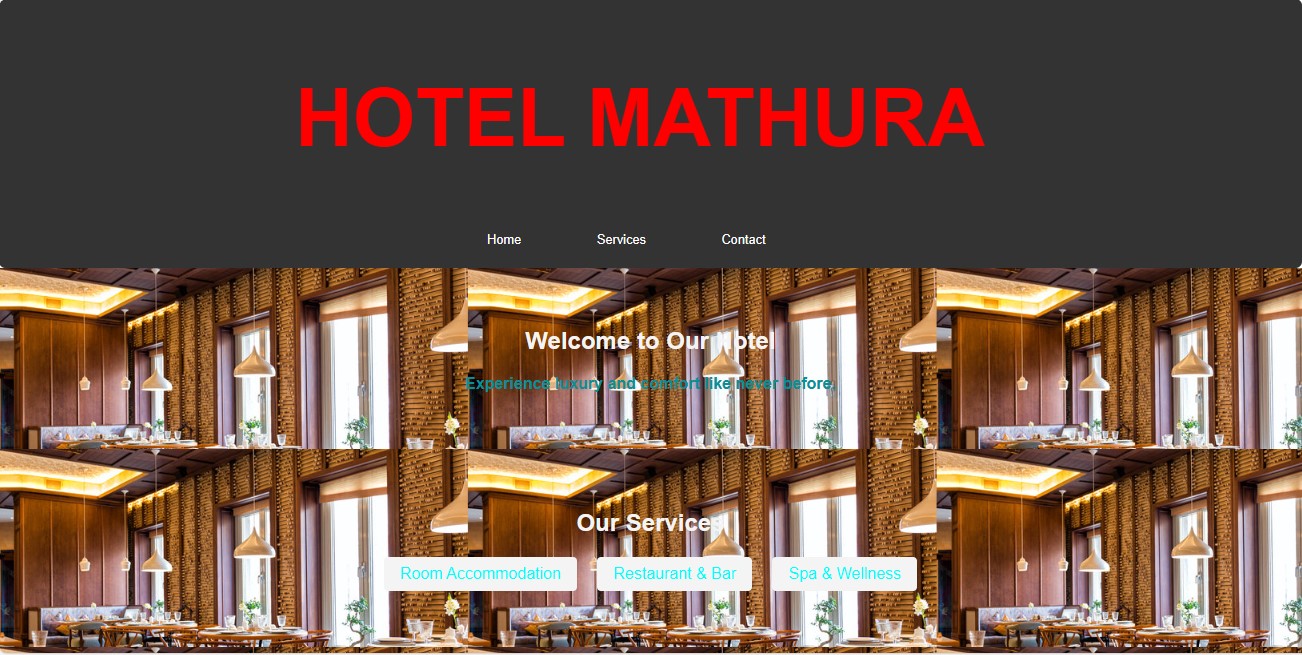 HOTEL MATHURA
Home Services Contact
Welcome to Our Hotel
Experience luxury and comfort like never before.
Our Services
Room Accommodation Restaurant & Bar Spa & Wellness